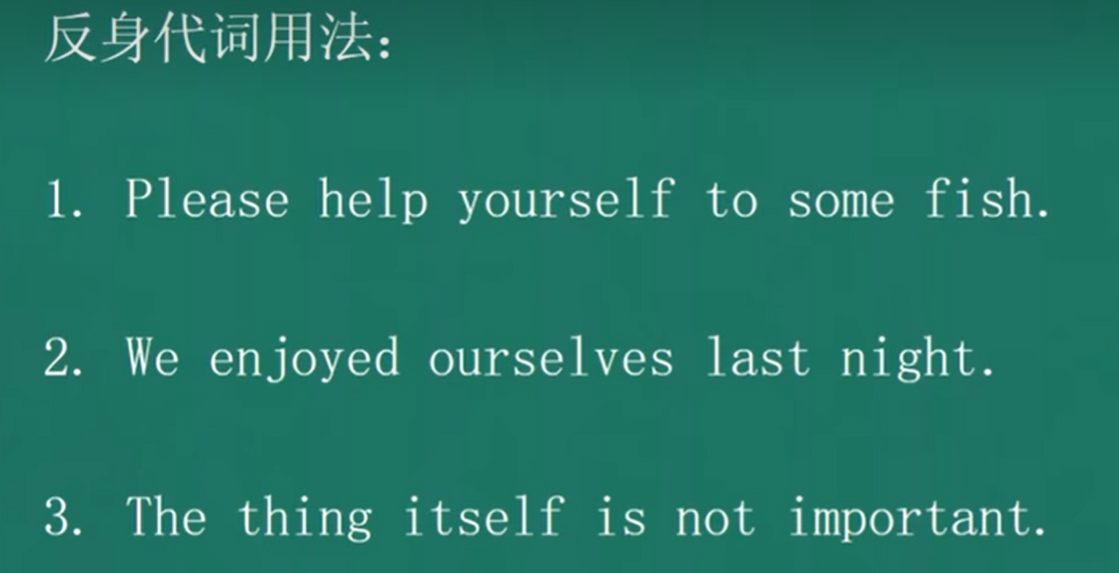 反身代词用法：
1. Please help yourself to some fish.
2. We enjoyed ourselves last night.
3. The thing itself is not important.